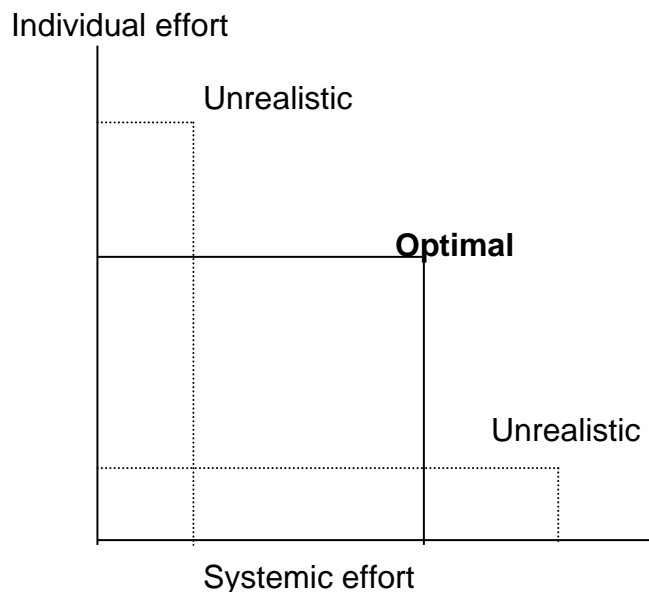 Individual effort
Unrealistic
Optimal
Unrealistic
Systemic effort